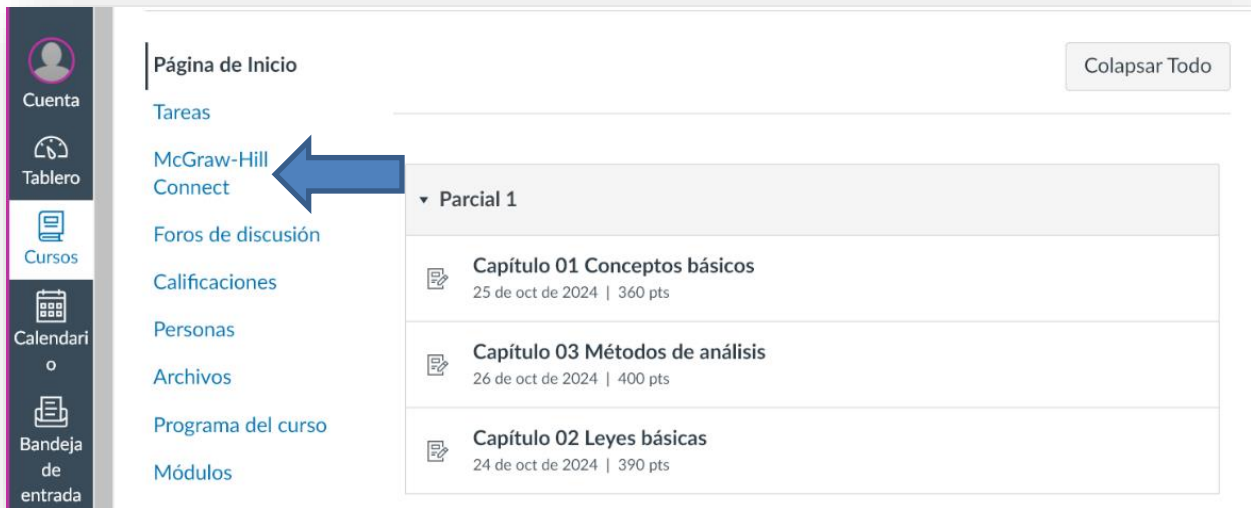 Cuenta
Tablero
Cursos
Calendari
o
Bandeja
de
entrada
Página de Inicio
Tareas
McGraw-Hill
Connect
Foros de discusión
Calificaciones
Personas
Archivos
Programa del curso
Módulos
Colapsar Todo
Parcial 1
Capítulo 01 Conceptos básicos
25 de oct de 2024 | 360 pts
Capítulo 03 Métodos de análisis
26 de oct de 2024 | 400 pts
Capítulo 02 Leyes básicas
24 de oct de 2024 | 390 pts